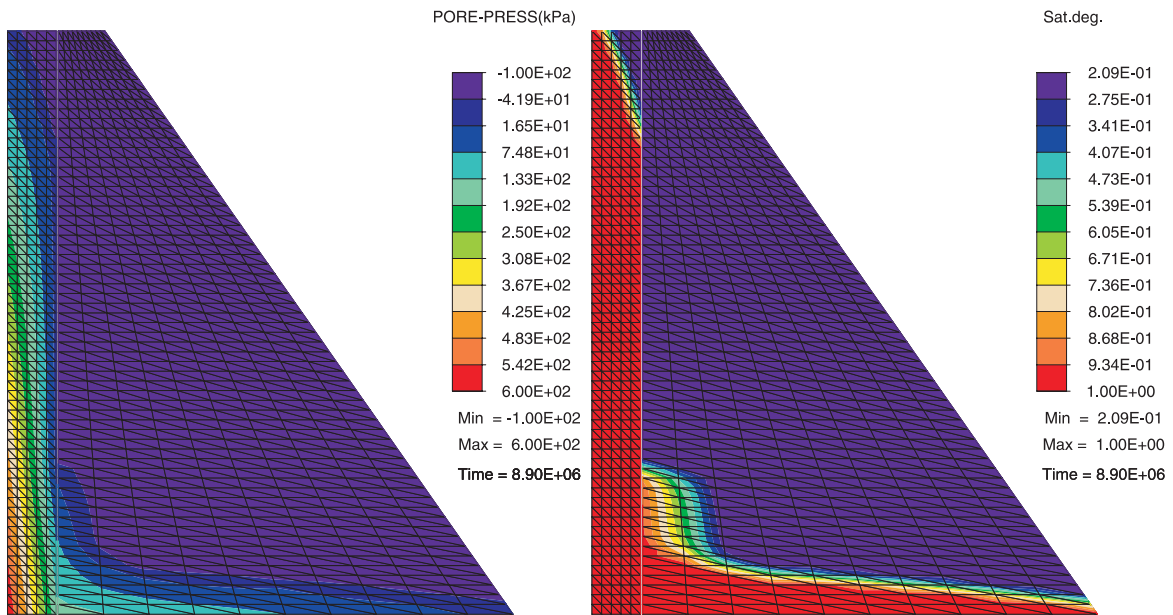 PORE-PRESS(kPa)
-1.00E+02
-4.19E+01
1.65E+01
7.48E+01
1.33E+02
1.92E+02
2.50E+02
3.08E+02
3.67E+02
4.25E+02
4.83E+02
5.42E+02
6.00E+02
Min = -1.00E+02
Max = 6.00E+02
Time = 8.90E+06
Sat.deg.
2.09E-01
2.75E-01
3.41E-01
4.07E-01
4.73E-01
5.39E-01
6.05E-01
6.71E-01
7.36E-01
8.02E-01
8.68E-01
9.34E-01
1.00E+00
Min = 2.09E-01
Max = 1.00E+00
Time = 8.90E+06